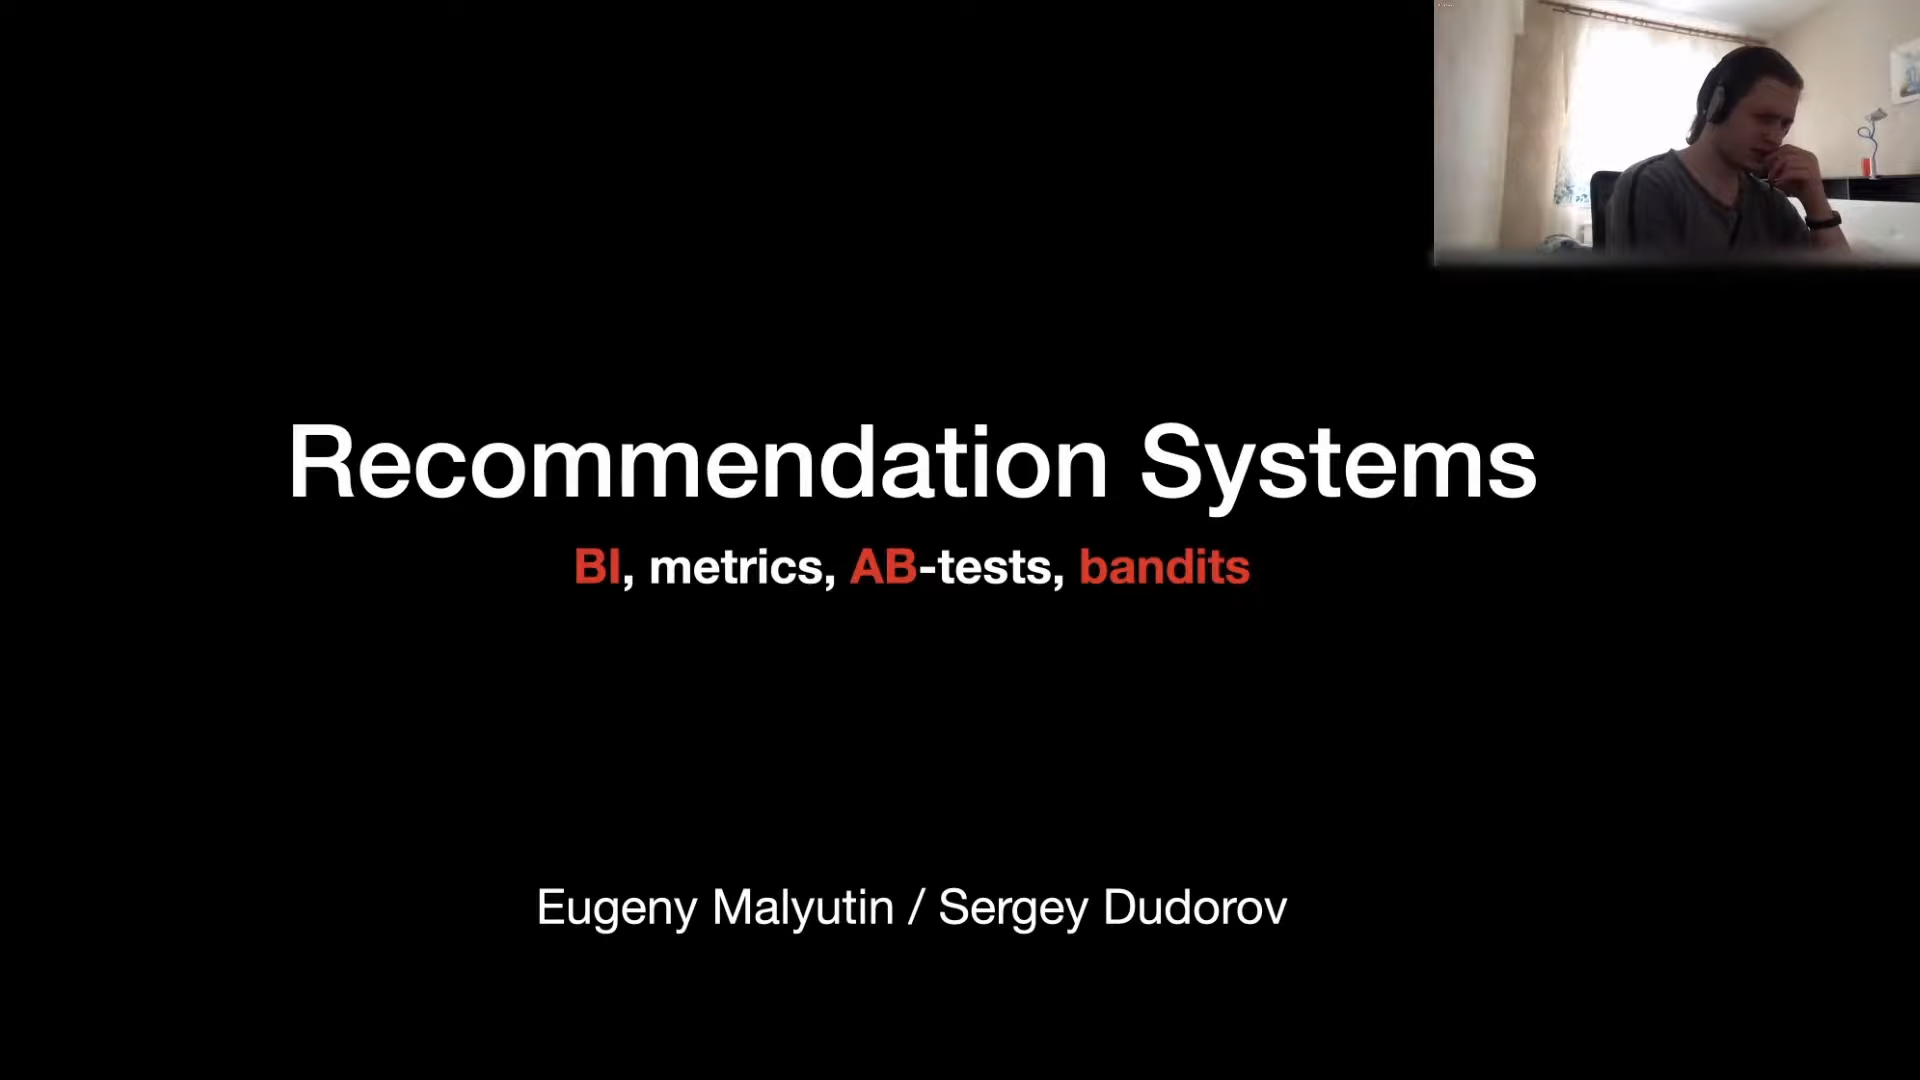 Recommendation Systems
BI, metrics, AB-tests, bandits
Eugeny Malyutin / Sergey Dudorov